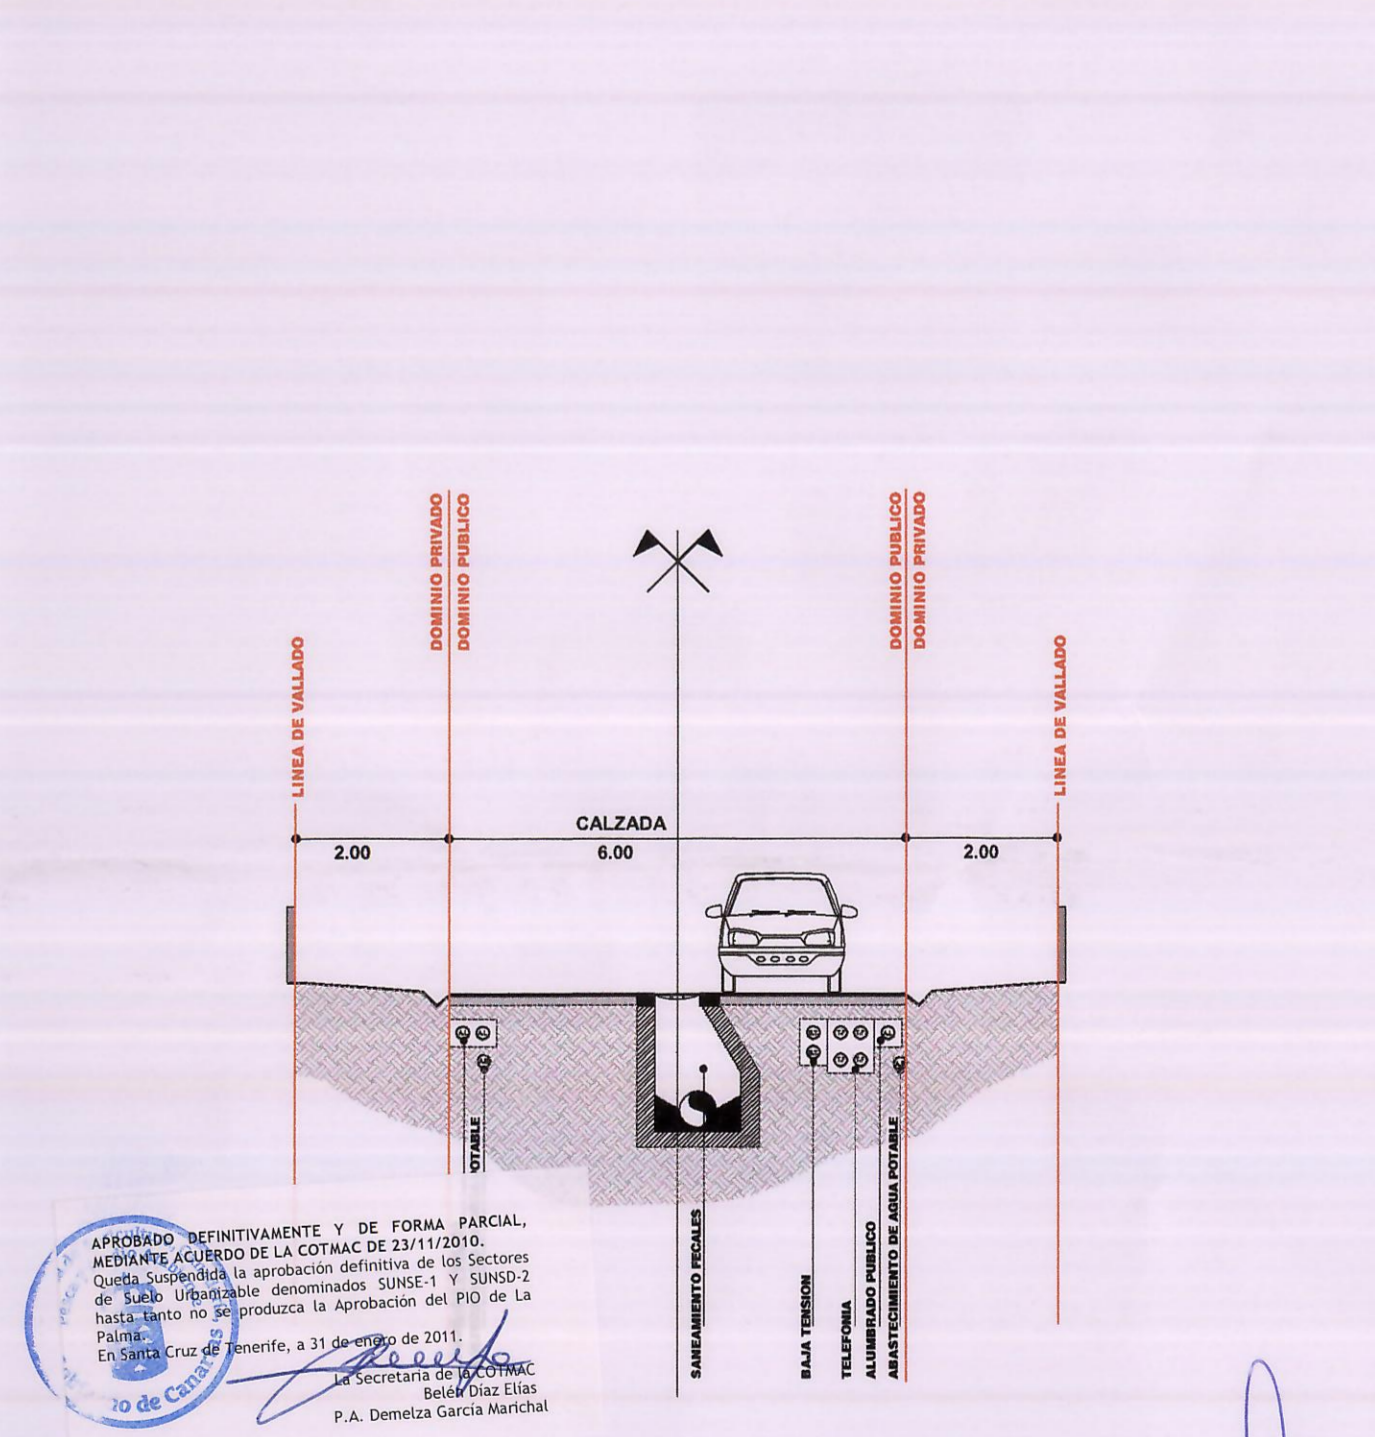 DOMINIO PRIVADO
DOMINIO PUBLICO
DOMINIO PUBLICO
DOMINIO PRIVADO
LINEA DE VALLADO
LINEA DE VALLADO
CALZADA
2.00
6.00
2.00
POTABLE
SANEAMIENTO FECALES
BAJA TENSION
TELEFONIA
ALUMBRADO PUBLICO
ABASTECIMIENTO DE AGUA POTABLE
APROBADO DEFINITIVAMENTE Y DE FORMA PARCIAL,
MEDIANTE ACUERDO DE LA COTMAC DE 23/11/2010.
Queda Suspendida la aprobación definitiva de los Sectores
de Suelo Urbanizable denominados SUNSE-1 Y SUNSD-2
hasta tanto no se produzca la Aprobación del PIO de La
Palma.
En Santa Cruz de Tenerife, a 31 de enero de 2011.
La Secretaria de la COTMAC
Belén Díaz Elías
P.A. Demelza García Marichal
de Canarias